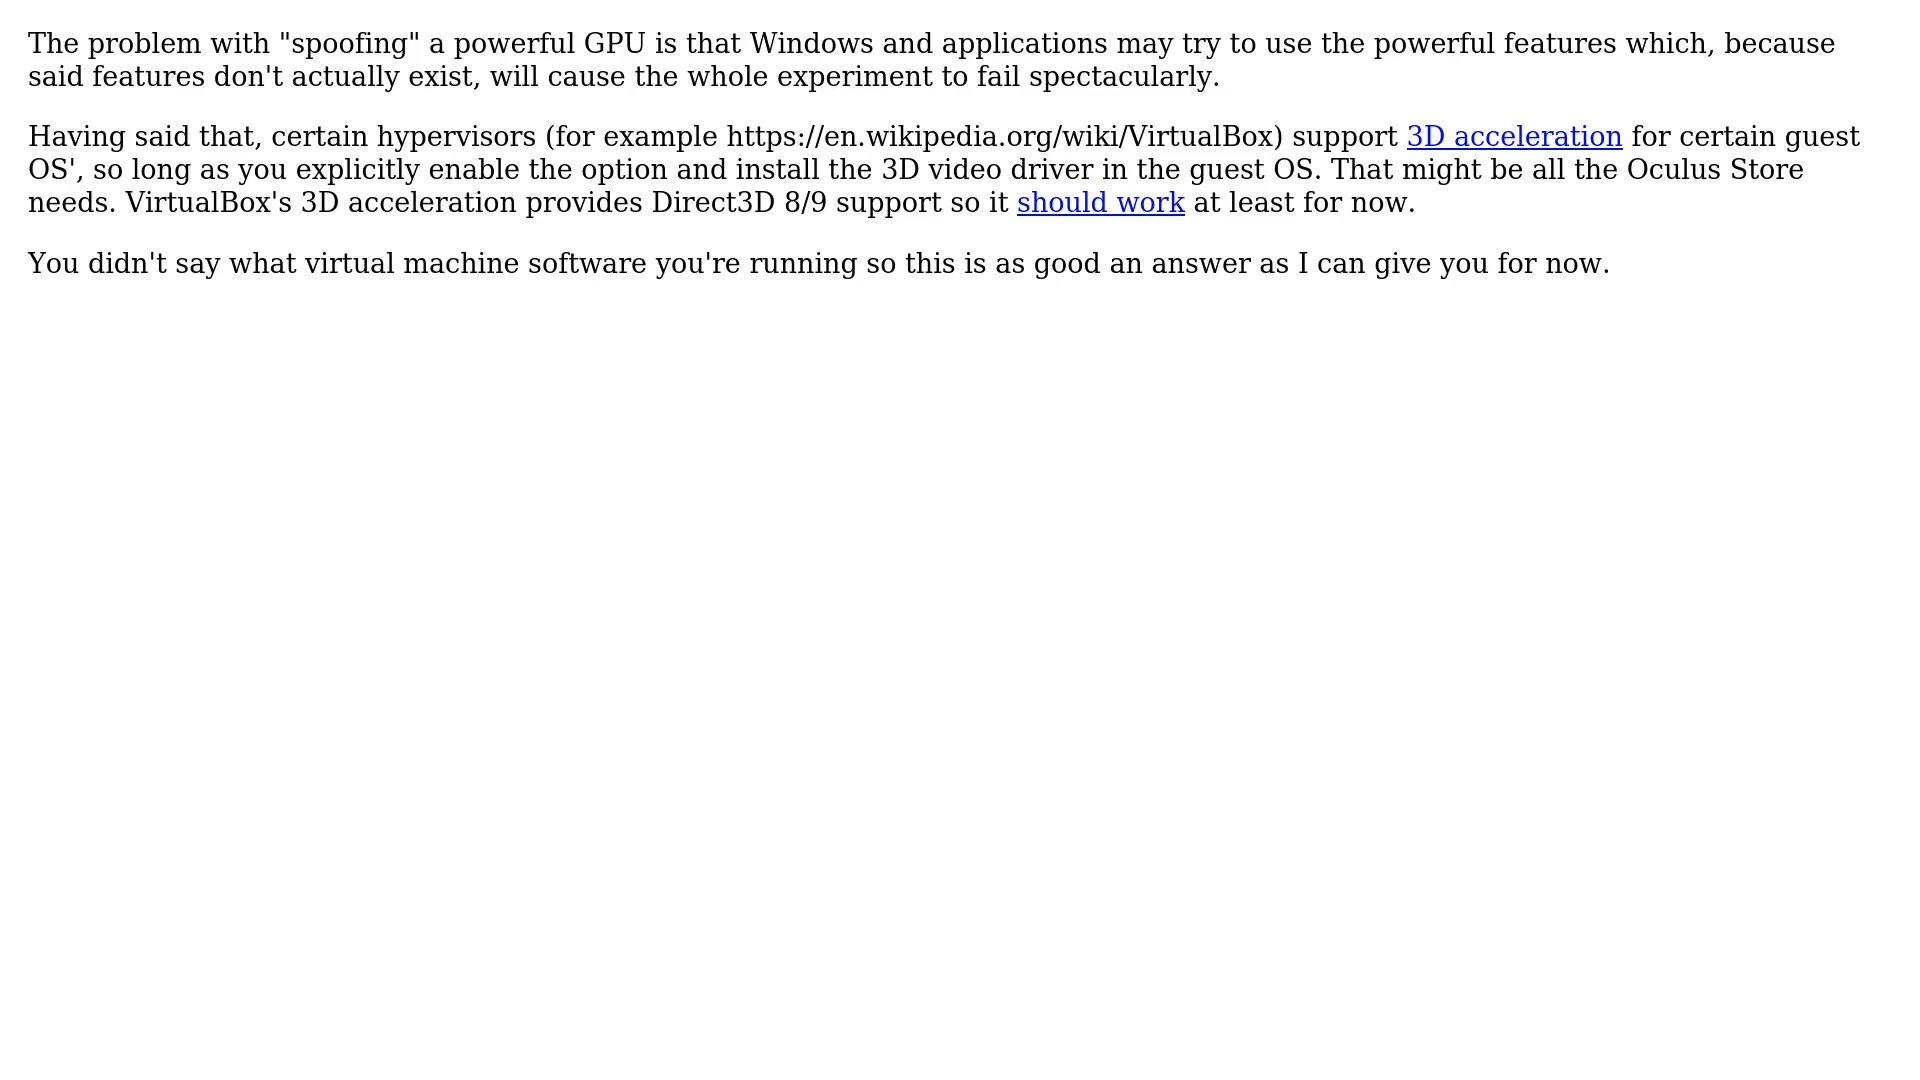 The problem with "spoofing" a powerful GPU is that Windows and applications may try to use the powerful features which, because
said features don't actually exist, will cause the whole experiment to fail spectacularly.
Having said that, certain hypervisors (for example https://en.wikipedia.org/wiki/VirtualBox) support 3D acceleration for certain guest
OS', so long as you explicitly enable the option and install the 3D video driver in the guest OS. That might be all the Oculus Store
needs. VirtualBox's 3D acceleration provides Direct3D 8/9 support so it should work at least for now.
You didn't say what virtual machine software you're running so this is as good an answer as I can give you for now.